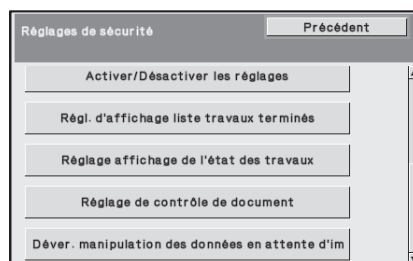 Réglages de sécurité
Précédent
Activer/Désactiver les réglages
Régl. d'affichage liste travaux terminés
Réglage affichage de l'état des travaux
Réglage de contrôle de document
Déver. manipulation des données en attente d'im